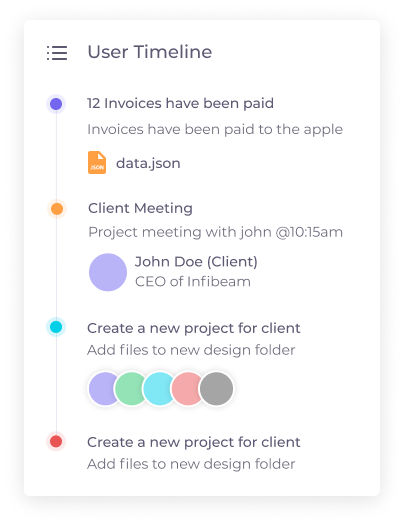 User Timeline
12 Invoices have been paid
Invoices have been paid to the apple
JSON
data.json
Client Meeting
Project meeting with john @10:15am
John Doe (Client)
CEO of Infibeam
Create a new project for client
Add files to new design folder
Create a new project for client
Add files to new design folder